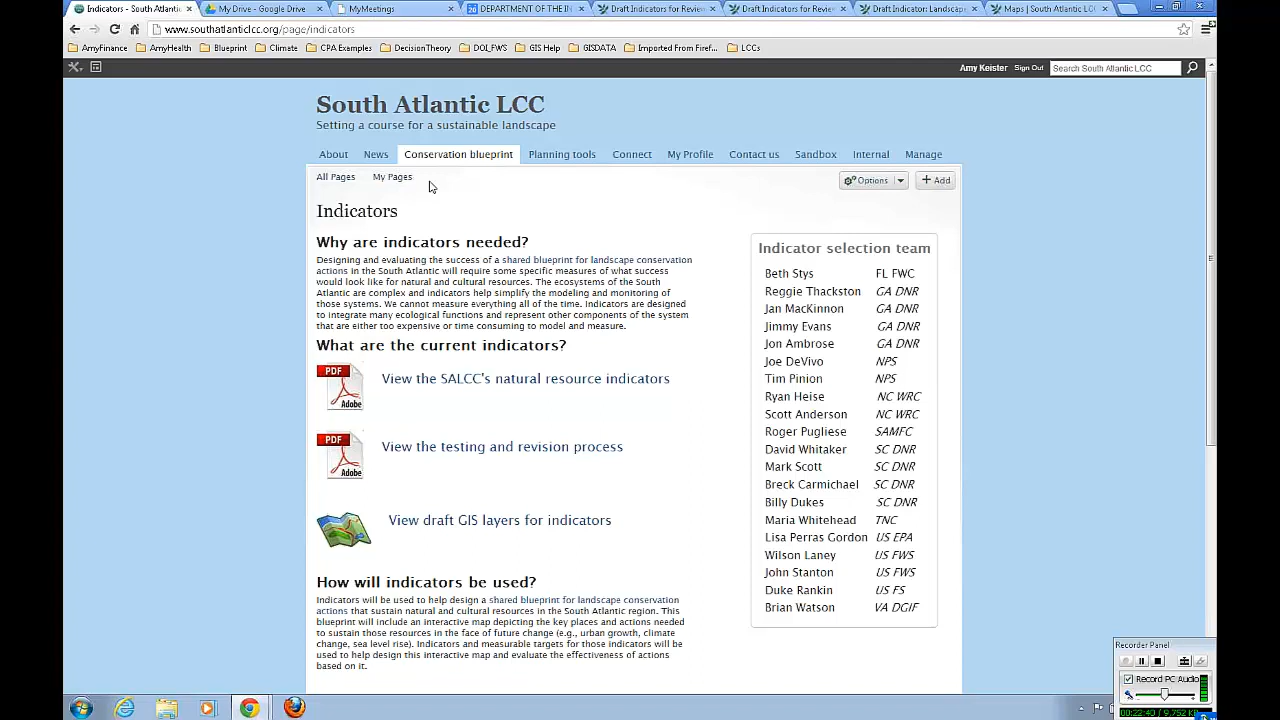 Indicators - South Atlantic
My Drive - Google Drive
MyMeetings
DEPARTMENT OF THE IN
Draft Indicators for Review
Draft Indicators for Review
Draft Indicator: Landscape
Maps | South Atlantic LCC
www.southatlanticlcc.org/page/indicators
AmyFinance
AmyHealth
Blueprint
Climate
CPA Examples
DecisionTheory
DOI_FWS
GIS Help
GISDATA
Imported From Firef...
LCCs
Amy Keister
Sign Out
Search South Atlantic LCC
South Atlantic LCC
Setting a course for a sustainable landscape
About
News
Conservation blueprint
Planning tools
Connect
My Profile
Contact us
Sandbox
Internal
Manage
All Pages
My Pages
Options
+ Add
Indicators
Why are indicators needed?
Designing and evaluating the success of a shared blueprint for landscape conservation
actions in the South Atlantic will require some specific measures of what success
would look like for natural and cultural resources. The ecosystems of the South
Atlantic are complex and indicators help simplify the modeling and monitoring of
those systems. We cannot measure everything all of the time. Indicators are designed
to integrate many ecological functions and represent other components of the system
that are either too expensive or time consuming to model and measure.
What are the current indicators?
PDF
Adobe
View the SALCC's natural resource indicators
PDF
Adobe
View the testing and revision process
View draft GIS layers for indicators
How will indicators be used?
Indicators will be used to help design a shared blueprint for landscape conservation
actions that sustain natural and cultural resources in the South Atlantic region. This
blueprint will include an interactive map depicting the key places and actions needed
to sustain those resources in the face of future change (e.g., urban growth, climate
change, sea level rise). Indicators and measurable targets for those indicators will be
used to help design this interactive map and evaluate the effectiveness of actions
based on it.
Indicator selection team
Beth Stys FL FWC
Reggie Thackston GA DNR
Jan MacKinnon GA DNR
Jimmy Evans GA DNR
Jon Ambrose GA DNR
Joe DeVivo NPS
Tim Pinion NPS
Ryan Heise NC WRC
Scott Anderson NC WRC
Roger Pugliese SAMFC
David Whitaker SC DNR
Mark Scott SC DNR
Breck Carmichael SC DNR
Billy Dukes SC DNR
Maria Whitehead TNC
Lisa Perras Gordon US EPA
Wilson Laney US FWS
John Stanton US FWS
Duke Rankin US FS
Brian Watson VA DGIF
Recorder Panel
Record PC Audio
00:22:40 / 9,752 KB